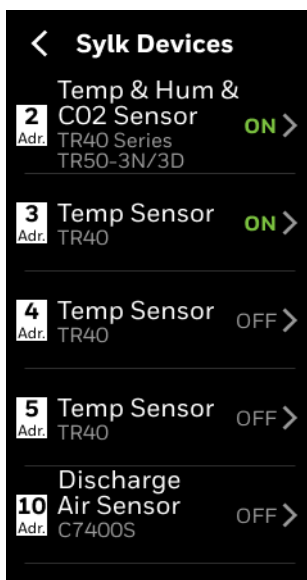 Sylk Devices
Temp & Hum &
2 CO2 Sensor ON
Adr. TR40 Series
TR50-3N/3D
3 Temp Sensor ON
Adr. TR40
4 Temp Sensor OFF
Adr. TR40
5 Temp Sensor OFF
Adr. TR40
Discharge
10 Air Sensor OFF
Adr. C7400S